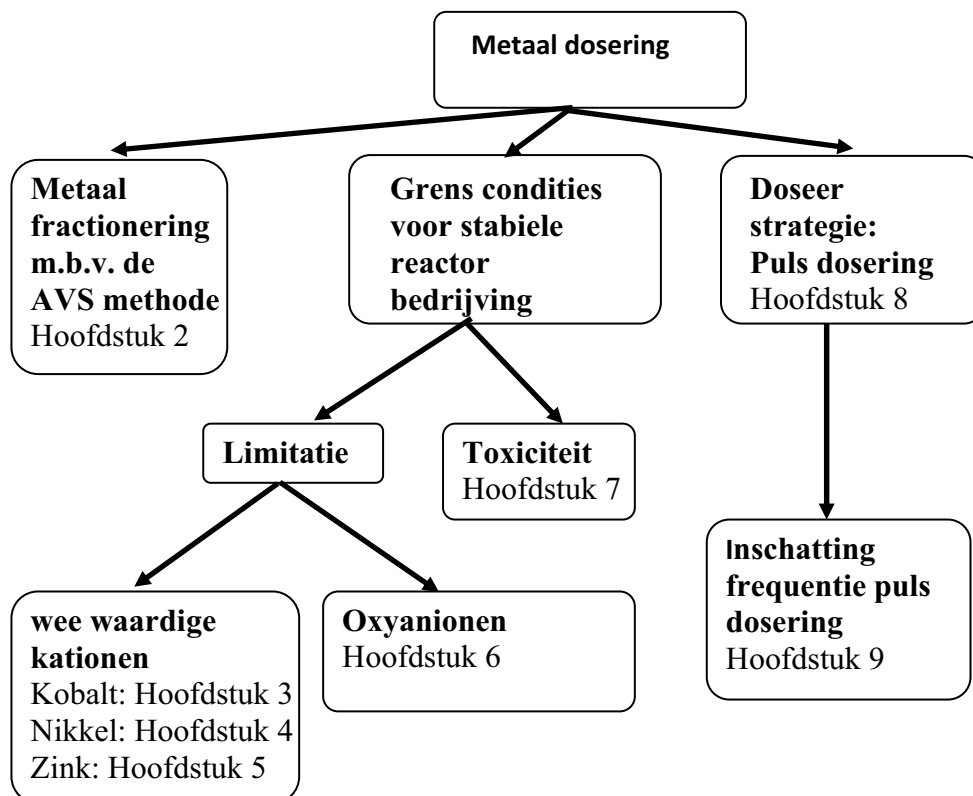 Metaal dosering
Metaal
fractionering
m.b.v. de
AVS methode
Hoofdstuk 2
Grens condities
voor stabiele
reactor
bedrijving
Doseer
strategie:
Puls dosering
Hoofdstuk 8
Limitatie
Toxiciteit
Hoofdstuk 7
Inschatting
frequentie puls
dosering
Hoofdstuk 9
wee waardige
kationen
Kobalt: Hoofdstuk 3
Nikkel: Hoofdstuk 4
Zink: Hoofdstuk 5
Oxyanionen
Hoofdstuk 6